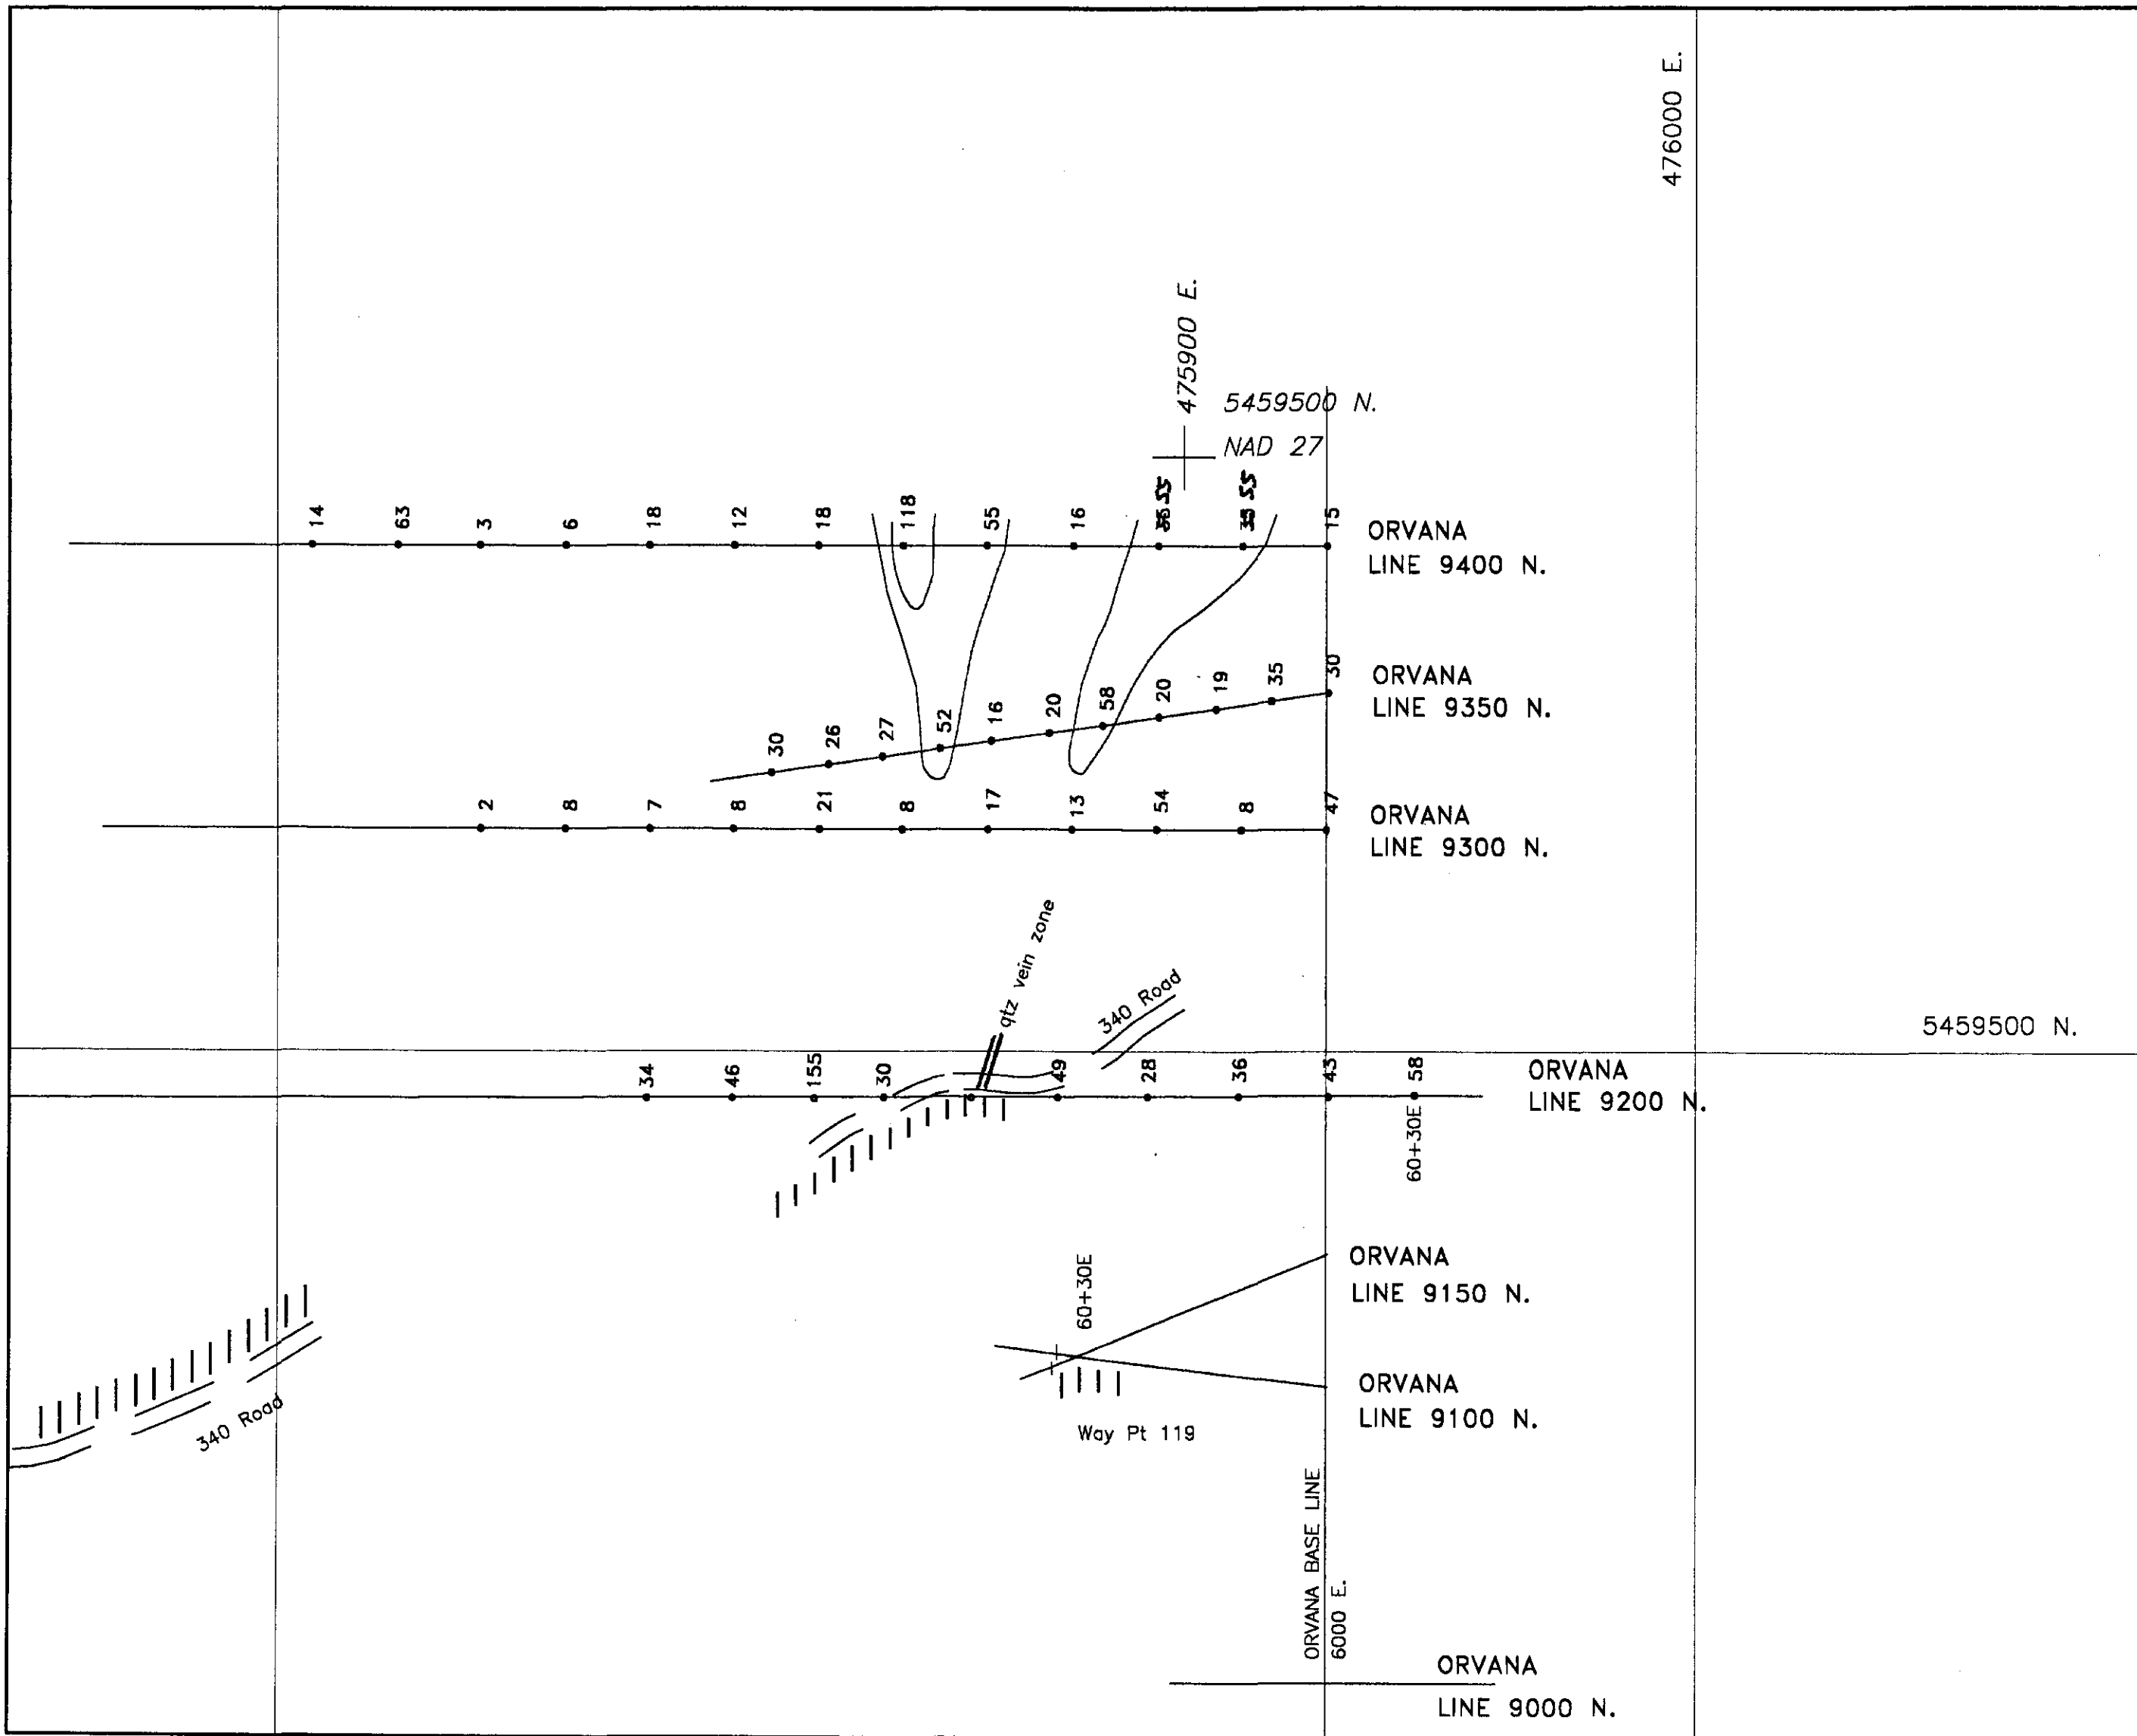 476000 E.
475900 E.
5459500 N.
NAD 27
14 63 3 6 18 12 18 118 55 16 55 55 15
ORVANA
LINE 9400 N.
30 26 27 52 16 20 58 20 19 35 30
ORVANA
LINE 9350 N.
2 8 7 8 21 8 17 13 54 8 47
ORVANA
LINE 9300 N.
qtz vein zone
340 Road
5459500 N.
34 46 155 30 49 28 36 43 58
ORVANA
LINE 9200 N.
60+30E
60+30E
ORVANA
LINE 9150 N.
340 Road
ORVANA
LINE 9100 N.
Way Pt 119
ORVANA BASE LINE
6000 E.
ORVANA
LINE 9000 N.